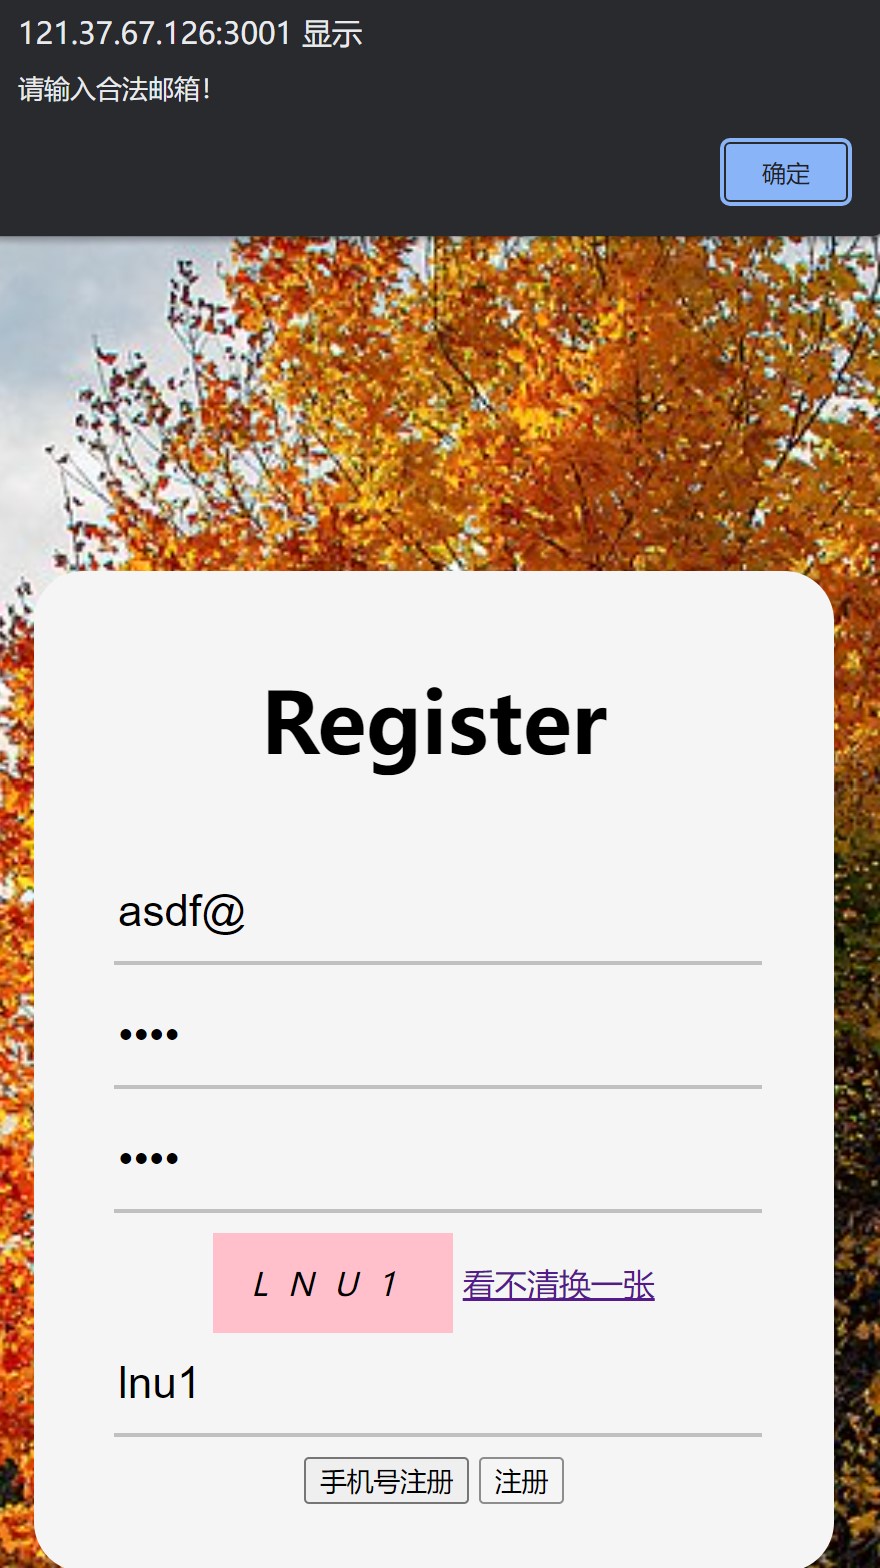 121.37.67.126:3001 显示
请输入合法邮箱！
确定
Register
asdf@
••••
••••
L N U 1 看不清换一张
lnu1
手机号注册 注册